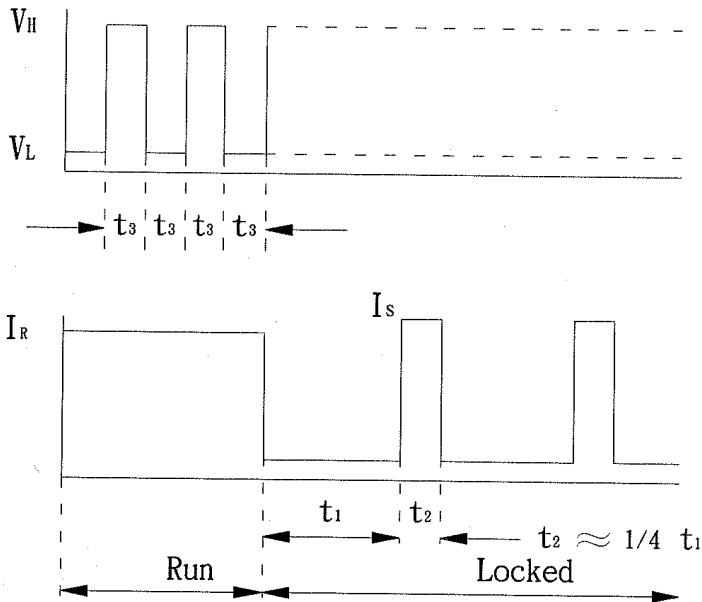 VH
VL
t3 t3 t3 t3
IR
Is
t1 t2
t2 ≈ 1/4 t1
Run Locked